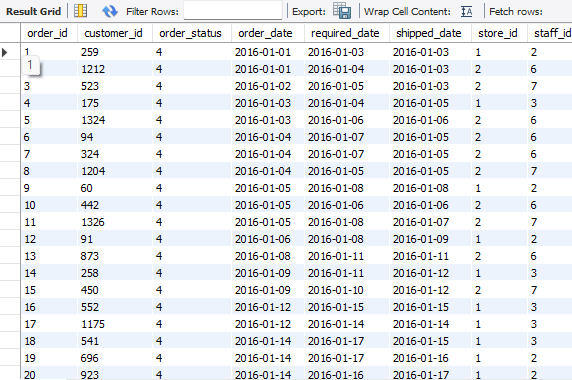 Result Grid Filter Rows: Export: Wrap Cell Content: Fetch rows:
order_id customer_id order_status order_date required_date shipped_date store_id staff_id
1 259 4 2016-01-01 2016-01-03 2016-01-03 1 2
1 1212 4 2016-01-01 2016-01-04 2016-01-03 2 6
3 523 4 2016-01-02 2016-01-05 2016-01-03 2 7
4 175 4 2016-01-03 2016-01-04 2016-01-05 1 3
5 1324 4 2016-01-03 2016-01-06 2016-01-06 2 6
6 94 4 2016-01-04 2016-01-07 2016-01-05 2 6
7 324 4 2016-01-04 2016-01-07 2016-01-05 2 6
8 1204 4 2016-01-04 2016-01-05 2016-01-05 2 7
9 60 4 2016-01-05 2016-01-08 2016-01-08 1 2
10 442 4 2016-01-05 2016-01-06 2016-01-06 2 6
11 1326 4 2016-01-05 2016-01-08 2016-01-07 2 7
12 91 4 2016-01-06 2016-01-08 2016-01-09 1 2
13 873 4 2016-01-08 2016-01-11 2016-01-11 2 6
14 258 4 2016-01-09 2016-01-11 2016-01-12 1 3
15 450 4 2016-01-09 2016-01-10 2016-01-12 2 7
16 552 4 2016-01-12 2016-01-15 2016-01-15 1 3
17 1175 4 2016-01-12 2016-01-14 2016-01-14 1 3
18 541 4 2016-01-14 2016-01-17 2016-01-15 1 3
19 696 4 2016-01-14 2016-01-17 2016-01-16 1 2
20 923 4 2016-01-14 2016-01-16 2016-01-17 1 2